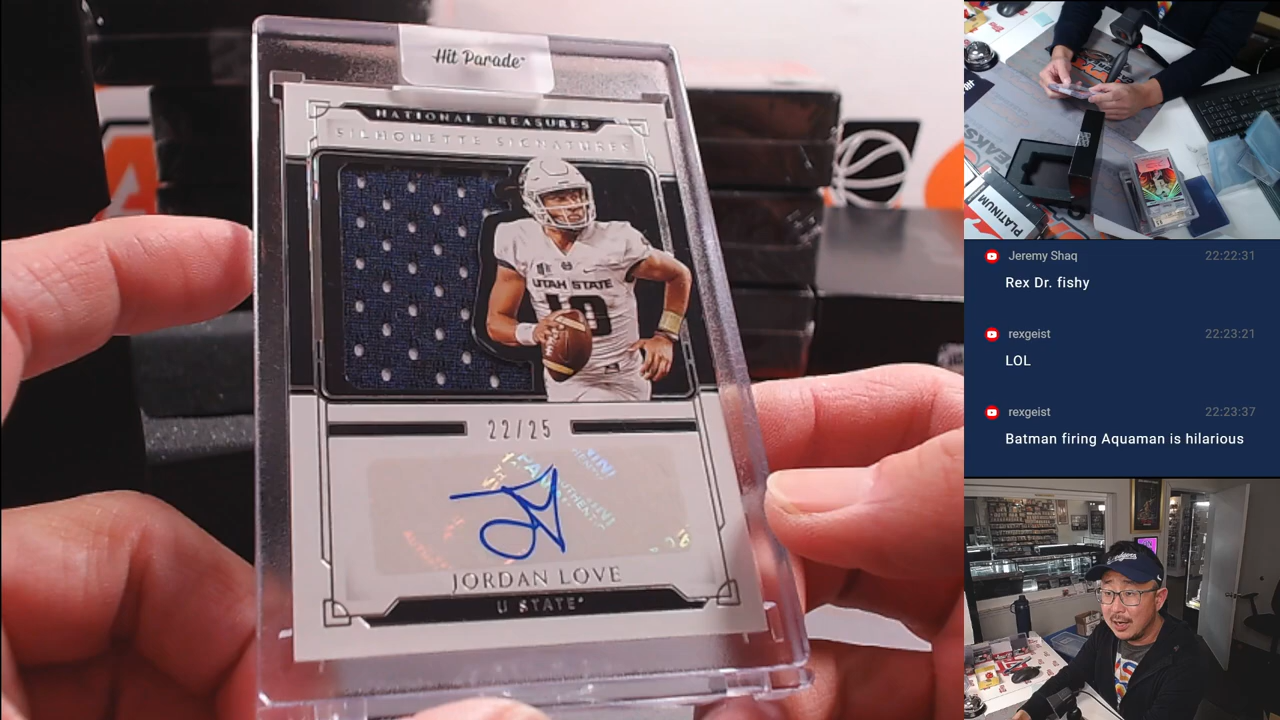 Hit Parade
NATIONAL TREASURES
SILHOUETTE SIGNATURES
UTAH STATE
10
22/25
JORDAN LOVE
U STATE
PLATINUM
Jeremy Shaq 22:22:31
Rex Dr. fishy
rexgeist 22:23:21
LOL
rexgeist 22:23:37
Batman firing Aquaman is hilarious